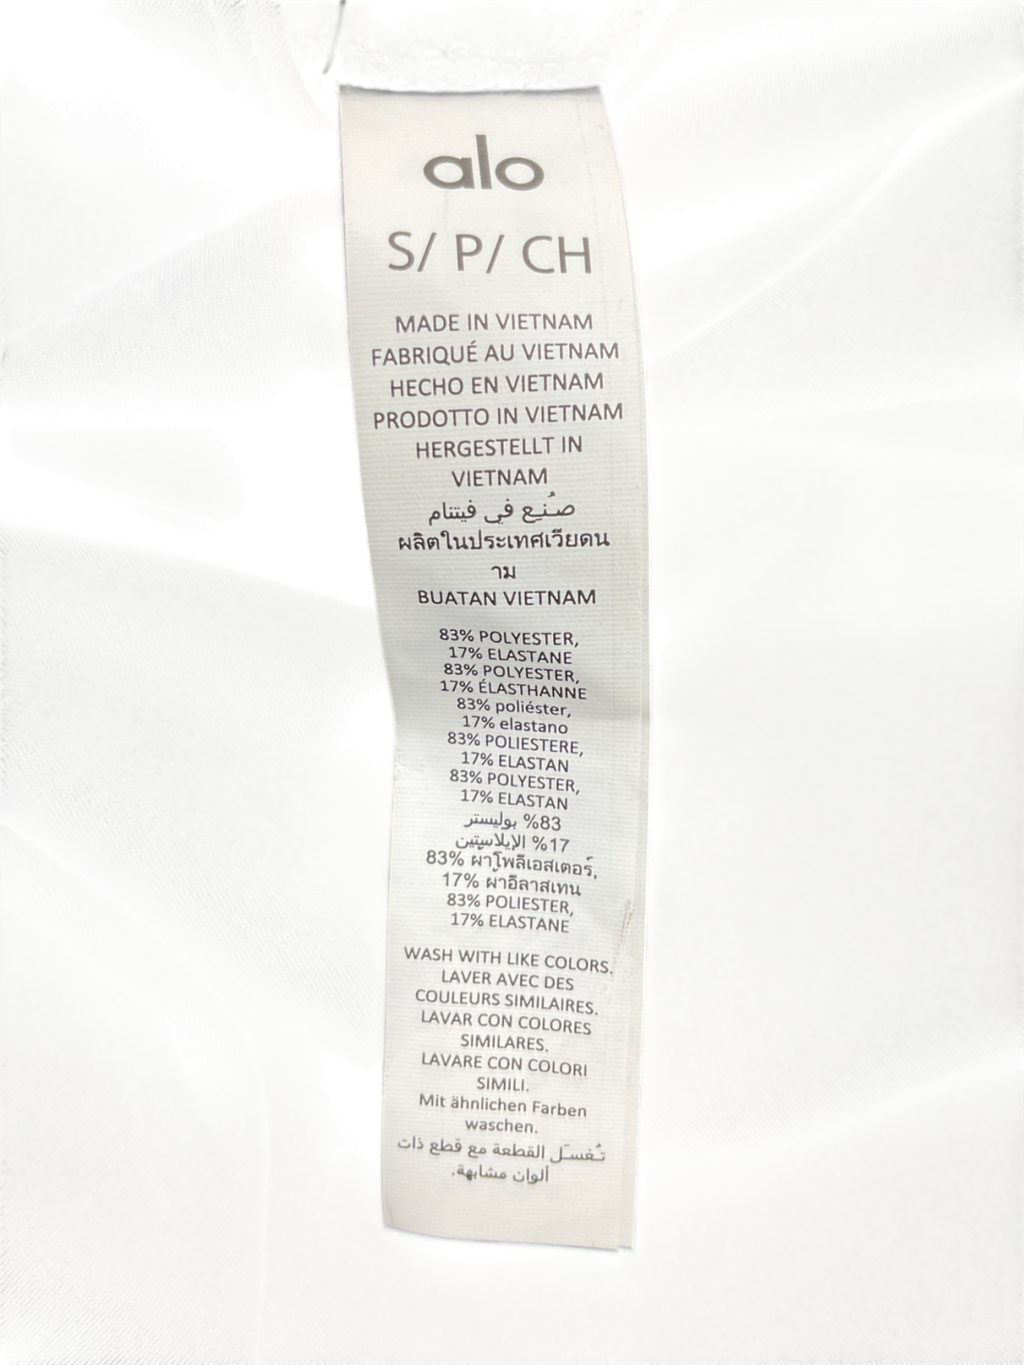 alo
S/ P/ CH
MADE IN VIETNAM
FABRIQUÉ AU VIETNAM
HECHO EN VIETNAM
PRODOTTO IN VIETNAM
HERGESTELLT IN
VIETNAM
صُنِع في فيتنام
ผลิตในประเทศเวียดน
าม
BUATAN VIETNAM
83% POLYESTER,
17% ELASTANE
83% POLYESTER,
17% ÉLASTHANNE
83% poliéster,
17% elastano
83% POLIESTERE,
17% ELASTAN
83% POLYESTER,
17% ELASTAN
83% بوليستر
17% الإيلاستين
83% ผ้าโพลีเอสเตอร์,
17% ผ้าอีลาสเทน
83% POLIESTER,
17% ELASTANE
WASH WITH LIKE COLORS.
LAVER AVEC DES
COULEURS SIMILAIRES.
LAVAR CON COLORES
SIMILARES.
LAVARE CON COLORI
SIMILI.
Mit ähnlichen Farben
waschen.
تُغسَل القطعة مع قطع ذات
ألوان مشابهة.